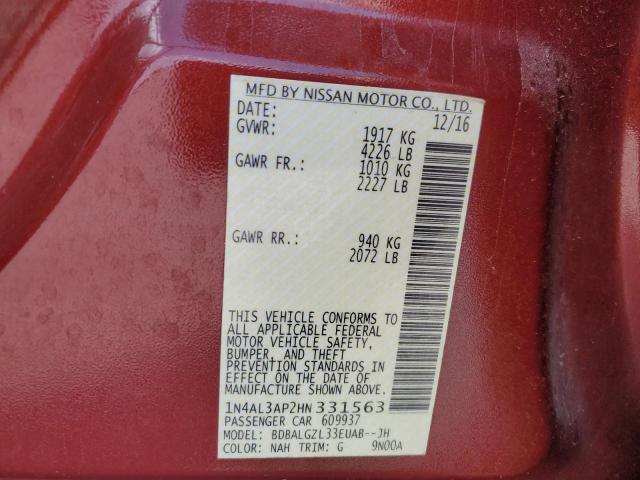 MFD BY NISSAN MOTOR CO., LTD.
DATE: 12/16
GVWR: 1917 KG
4226 LB
GAWR FR.: 1010 KG
2227 LB
GAWR RR.: 940 KG
2072 LB
THIS VEHICLE CONFORMS TO
ALL APPLICABLE FEDERAL
MOTOR VEHICLE SAFETY,
BUMPER, AND THEFT
PREVENTION STANDARDS IN
EFFECT ON THE DATE OF
MANUFACTURE SHOWN ABOVE.
1N4AL3AP2HN331563
PASSENGER CAR 609937
MODEL: BDBALGZL33EUAB--JH
COLOR: NAH TRIM: G 9N00A